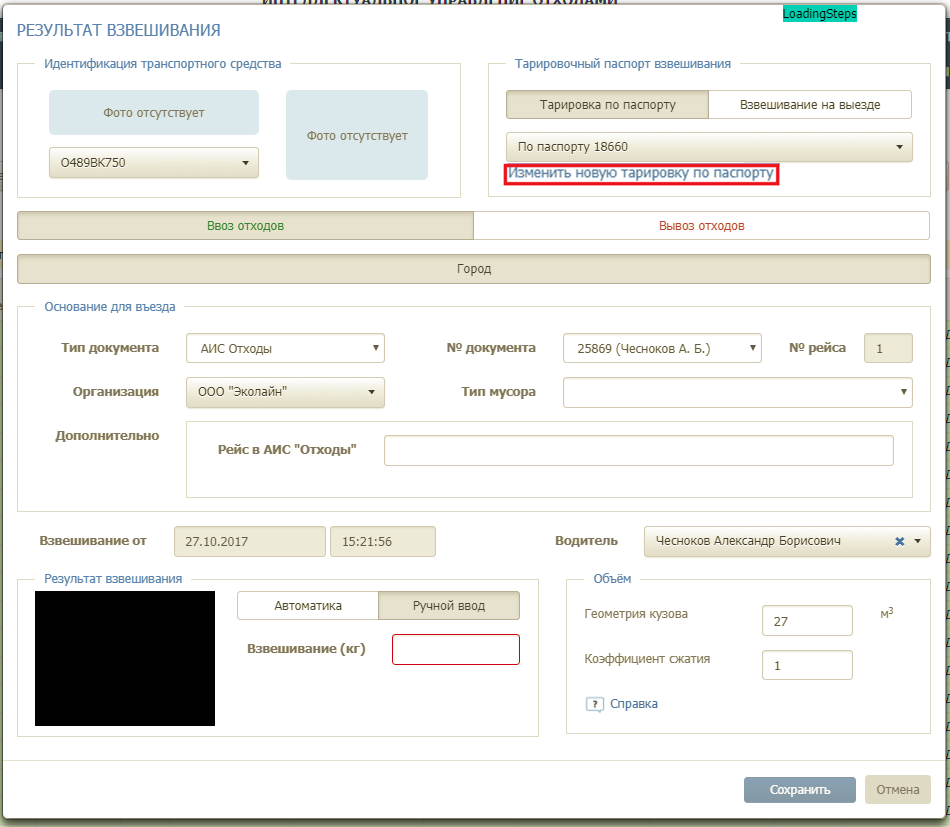 ИНТЕЛЛЕКТУАЛЬНОЕ УПРАВЛЕНИЕ ОТХОДАМИ
LoadingSteps
РЕЗУЛЬТАТ ВЗВЕШИВАНИЯ
Идентификация транспортного средства
Фото отсутствует
Фото отсутствует
О489ВК750
Тарировочный паспорт взвешивания
Тарировка по паспорту
Взвешивание на выезде
По паспорту 18660
Изменить новую тарировку по паспорту
Ввоз отходов
Вывоз отходов
Город
Основание для въезда
Тип документа
АИС Отходы
№ документа
25869 (Чесноков А. Б.)
№ рейса
1
Организация
ООО "Эколайн"
Тип мусора
Дополнительно
Рейс в АИС "Отходы"
Взвешивание от
27.10.2017
15:21:56
Водитель
Чесноков Александр Борисович
Результат взвешивания
Автоматика
Ручной ввод
Взвешивание (кг)
Объём
Геометрия кузова
27
м³
Коэффициент сжатия
1
? Справка
Сохранить
Отмена